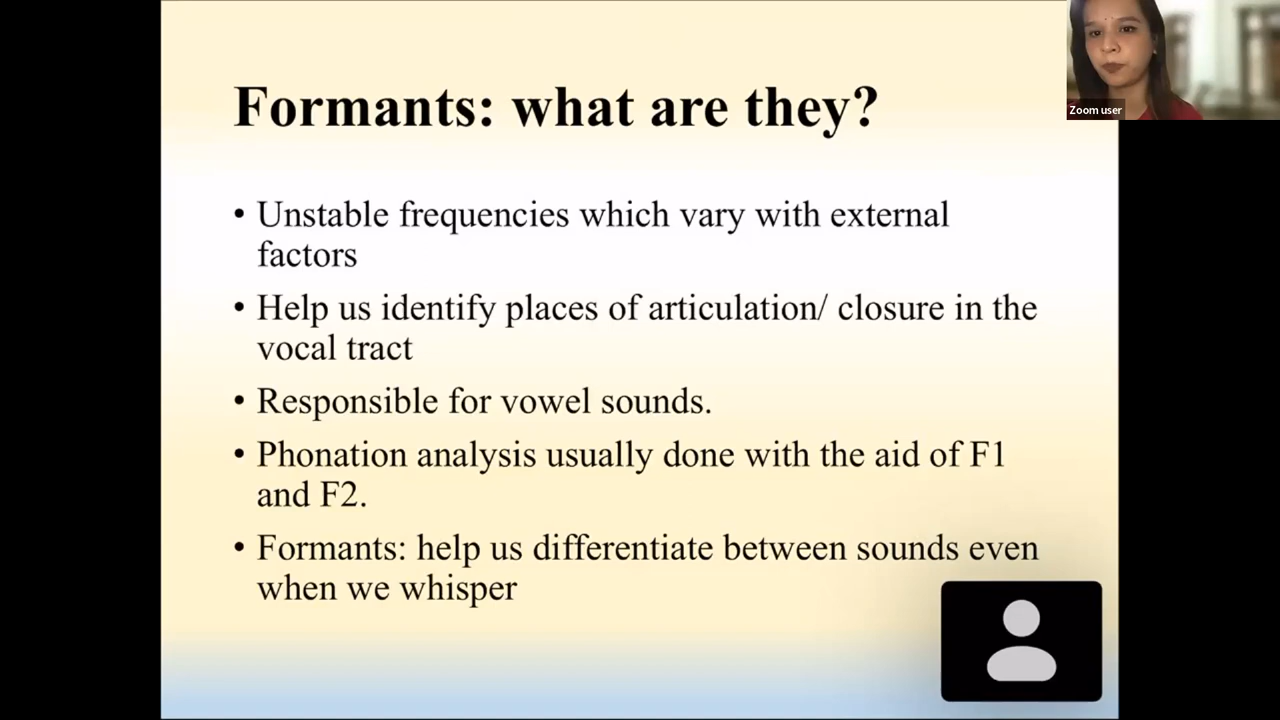 Formants: what are they?
• Unstable frequencies which vary with external
factors
• Help us identify places of articulation/ closure in the
vocal tract
• Responsible for vowel sounds.
• Phonation analysis usually done with the aid of F1
and F2.
• Formants: help us differentiate between sounds even
when we whisper
Zoom user